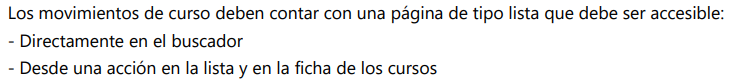 Los movimientos de curso deben contar con una página de tipo lista que debe ser accesible:
- Directamente en el buscador
- Desde una acción en la lista y en la ficha de los cursos